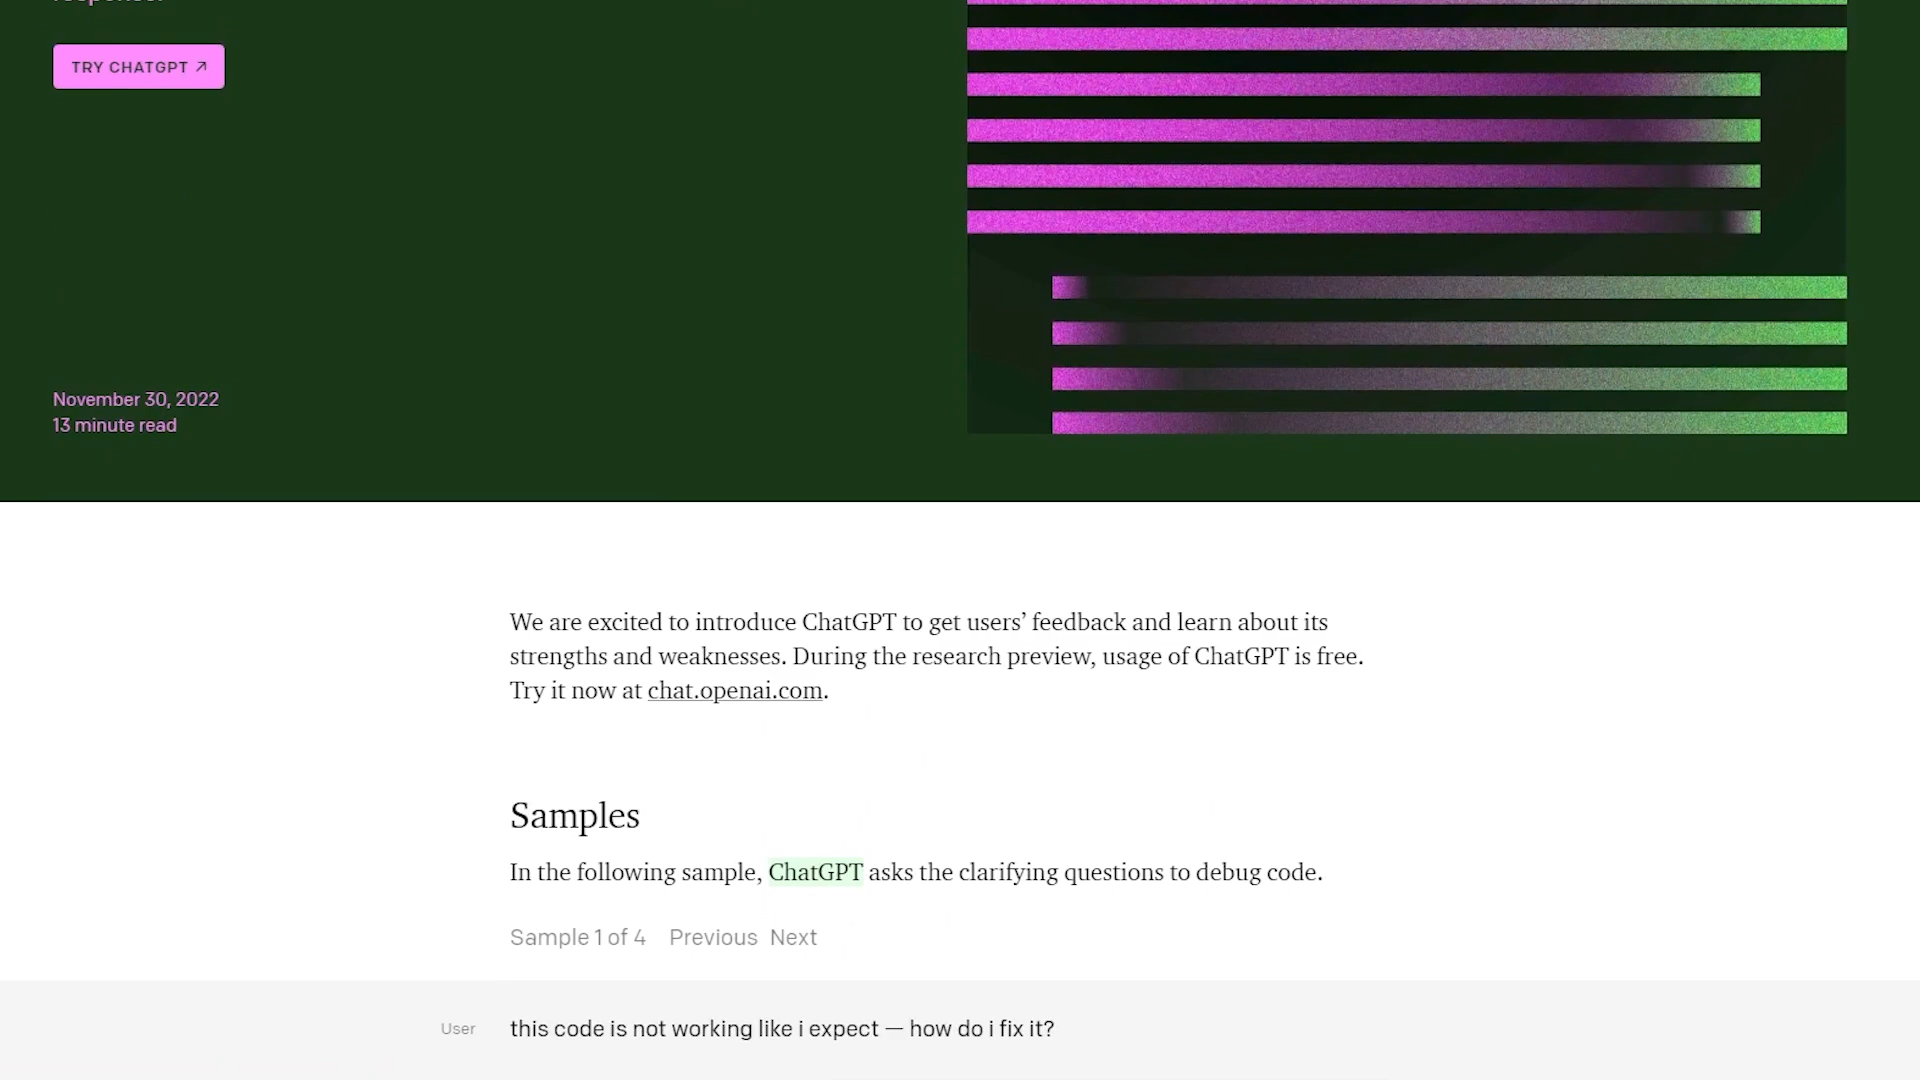 TRY CHATGPT ↗
November 30, 2022
13 minute read
We are excited to introduce ChatGPT to get users’ feedback and learn about its
strengths and weaknesses. During the research preview, usage of ChatGPT is free.
Try it now at chat.openai.com.
Samples
In the following sample, ChatGPT asks the clarifying questions to debug code.
Sample 1 of 4 Previous Next
User this code is not working like i expect — how do i fix it?